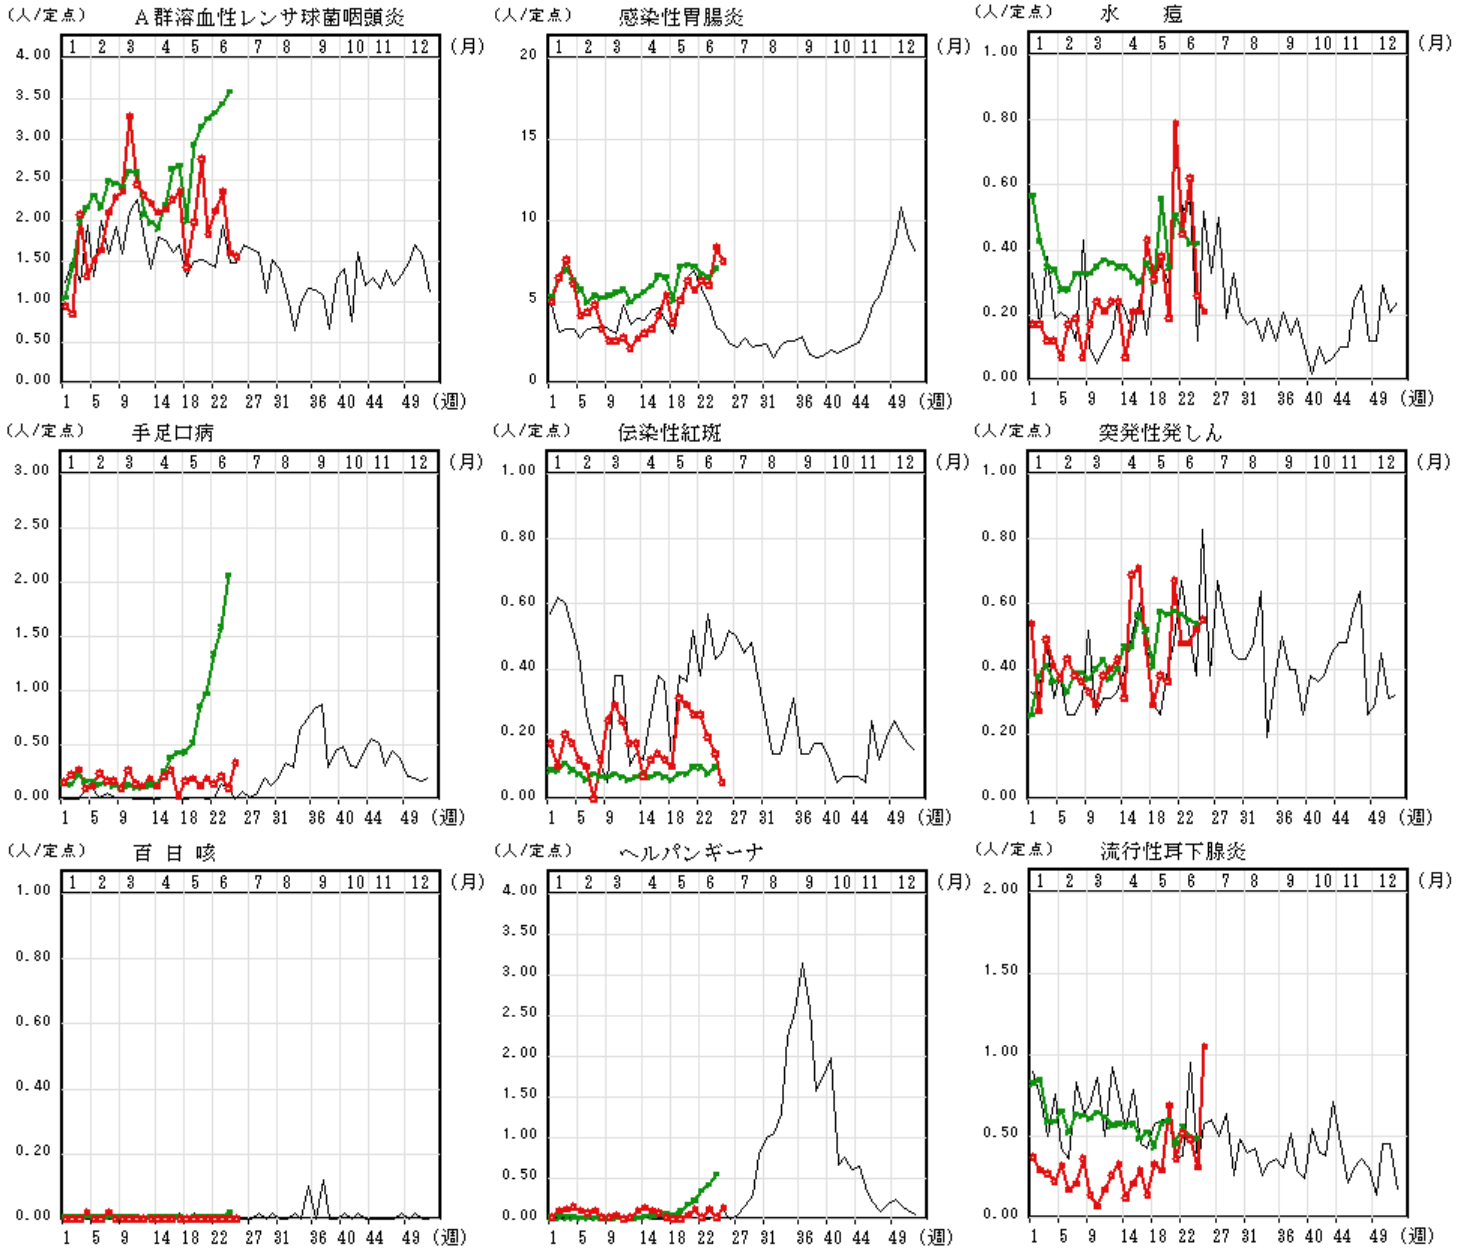 (人/定点) A群溶血性レンサ球菌咽頭炎
1 2 3 4 5 6 7 8 9 10 11 12 (月)
4.00
3.50
3.00
2.50
2.00
1.50
1.00
0.50
0.00
1 5 9 14 18 22 27 31 36 40 44 49 (週)
(人/定点) 感染性胃腸炎
1 2 3 4 5 6 7 8 9 10 11 12 (月)
20
15
10
5
0
1 5 9 14 18 22 27 31 36 40 44 49 (週)
(人/定点) 水 痘
1 2 3 4 5 6 7 8 9 10 11 12 (月)
1.00
0.80
0.60
0.40
0.20
0.00
1 5 9 14 18 22 27 31 36 40 44 49 (週)
(人/定点) 手足口病
1 2 3 4 5 6 7 8 9 10 11 12 (月)
3.00
2.50
2.00
1.50
1.00
0.50
0.00
1 5 9 14 18 22 27 31 36 40 44 49 (週)
(人/定点) 伝染性紅斑
1 2 3 4 5 6 7 8 9 10 11 12 (月)
1.00
0.80
0.60
0.40
0.20
0.00
1 5 9 14 18 22 27 31 36 40 44 49 (週)
(人/定点) 突発性発しん
1 2 3 4 5 6 7 8 9 10 11 12 (月)
1.00
0.80
0.60
0.40
0.20
0.00
1 5 9 14 18 22 27 31 36 40 44 49 (週)
(人/定点) 百 日 咳
1 2 3 4 5 6 7 8 9 10 11 12 (月)
1.00
0.80
0.60
0.40
0.20
0.00
1 5 9 14 18 22 27 31 36 40 44 49 (週)
(人/定点) ヘルパンギーナ
1 2 3 4 5 6 7 8 9 10 11 12 (月)
4.00
3.50
3.00
2.50
2.00
1.50
1.00
0.50
0.00
1 5 9 14 18 22 27 31 36 40 44 49 (週)
(人/定点) 流行性耳下腺炎
1 2 3 4 5 6 7 8 9 10 11 12 (月)
2.00
1.50
1.00
0.50
0.00
1 5 9 14 18 22 27 31 36 40 44 49 (週)